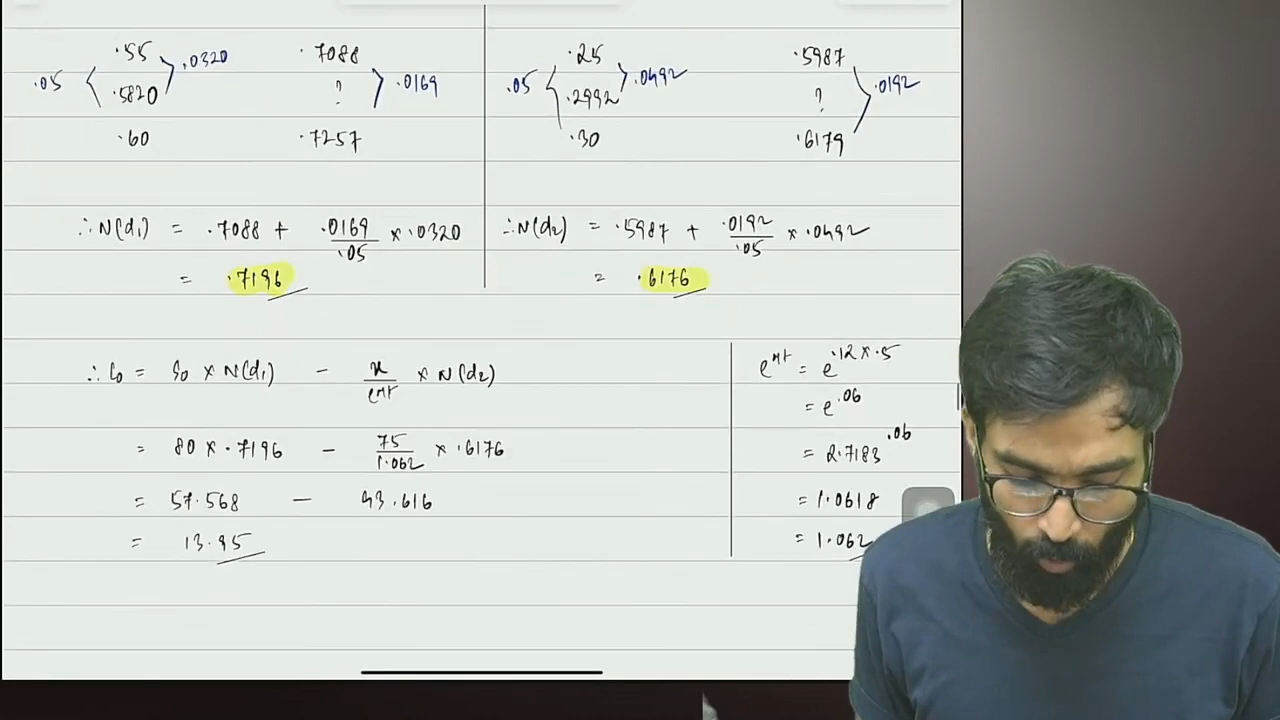 .55 .0320 .7088
.05 .5820 ? .0169
.60 .7257
.25 .5987
.05 .0492 .2992 ? .0192
.30 .6179
∴ N(d₁) = .7088 + .0169/.05 × .0320
= .7196
∴ N(d₂) = .5987 + .0192/.05 × .0492
= .6176
∴ C₀ = S₀ × N(d₁) − x/eʳᵗ × N(d₂)
= 80 × .7196 − 75/1.062 × .6176
= 57.568 − 43.616
= 13.95
eʳᵗ = e^.12×.5
= e^.06
= 2.7183^.06
= 1.0618
= 1.062